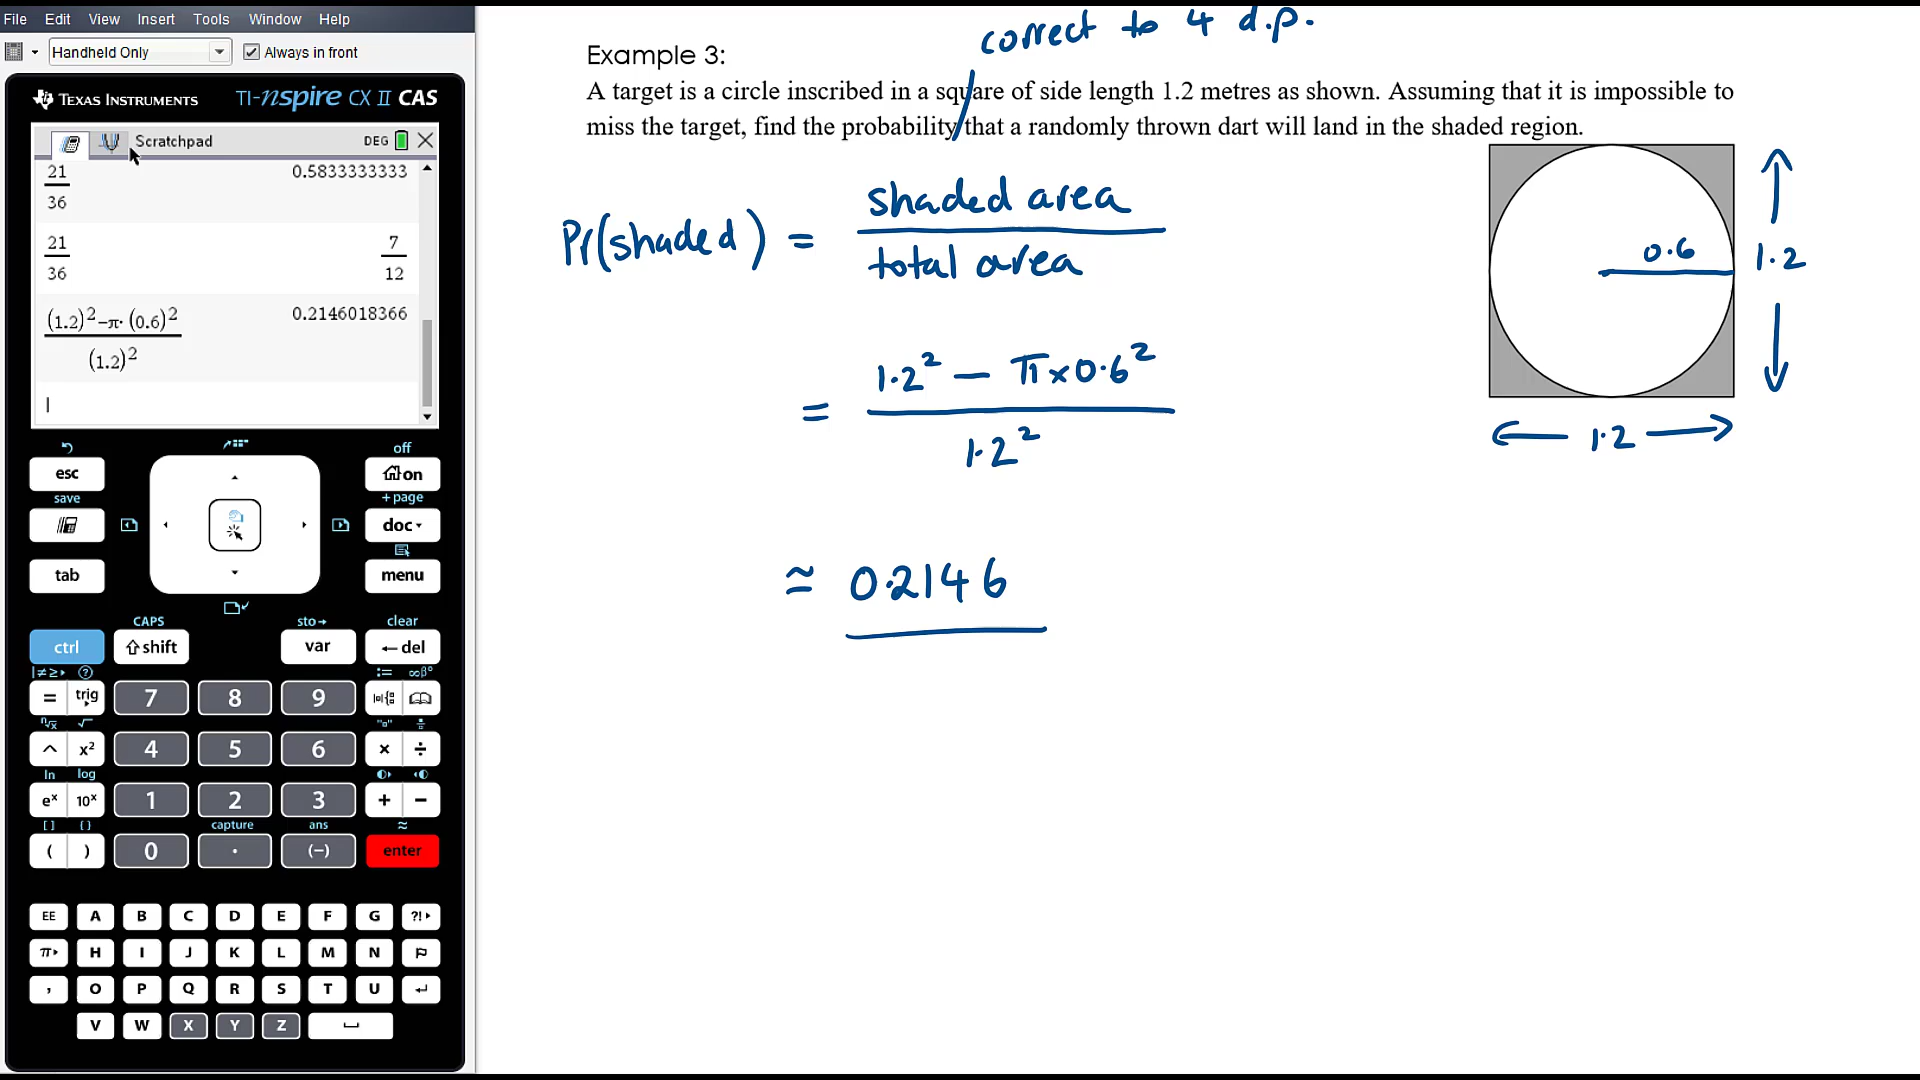 File Edit View Insert Tools Window Help
Handheld Only Always in front
TEXAS INSTRUMENTS TI-nspire CX II CAS
Scratchpad DEG
21/36 0.5833333333
21/36 7/12
((1.2)²−π·(0.6)²)/(1.2)² 0.2146018366
off
esc on
save + page
doc
tab menu
CAPS sto→ clear
ctrl shift var ←del
|≠≥▸ ? := ∞β°
= trig 7 8 9 |□|{
ⁿ√x √
^ x² 4 5 6 × ÷
ln log
eˣ 10ˣ 1 2 3 + −
[ ] { } capture ans ≈
( ) 0 . (−) enter
EE A B C D E F G ?!▸
π▸ H I J K L M N
, O P Q R S T U ↵
V W X Y Z
correct to 4 d.p.
Example 3:
A target is a circle inscribed in a square of side length 1.2 metres as shown. Assuming that it is impossible to
miss the target, find the probability that a randomly thrown dart will land in the shaded region.
Pr(shaded) = shaded area / total area
= (1.2² − π×0.6²) / 1.2²
≈ 0.2146
0.6
1.2
1.2